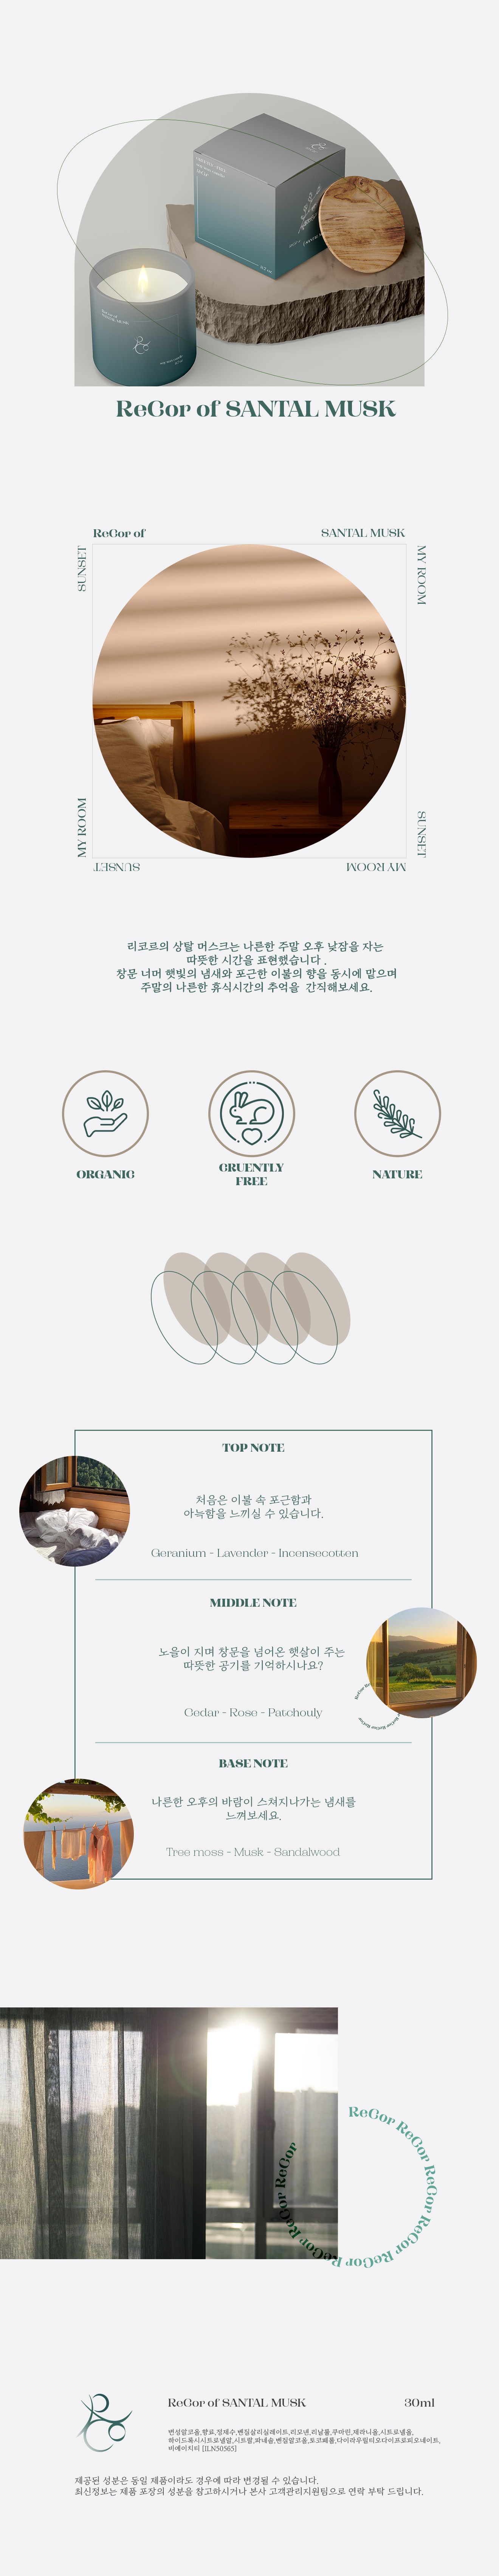 ReCor of SANTAL MUSK
ReCor of
SANTAL MUSK
SUNSET
MY ROOM
MY ROOM
SUNSET
SUNSET
MY ROOM
리코르의 상탈 머스크는 나른한 주말 오후 낮잠을 자는
따뜻한 시간을 표현했습니다 .
창문 너머 햇빛의 냄새와 포근한 이불의 향을 동시에 맡으며
주말의 나른한 휴식시간의 추억을 간직해보세요.
ORGANIC
CRUENTLY
FREE
NATURE
TOP NOTE
처음은 이불 속 포근함과
아늑함을 느끼실 수 있습니다.
Geranium - Lavender - Incensecotten
MIDDLE NOTE
노을이 지며 창문을 넘어온 햇살이 주는
따뜻한 공기를 기억하시나요?
Cedar - Rose - Patchouly
BASE NOTE
나른한 오후의 바람이 스쳐지나가는 냄새를
느껴보세요.
Tree moss - Musk - Sandalwood
ReCor ReCor ReCor ReCor ReCor ReCor ReCor ReCor ReCor
ReCor of SANTAL MUSK
30ml
변성알코올,향료,정제수,벤질살리실레이트,리모넨,리날룰,쿠마린,제라니올,시트로넬올,
하이드록시시트로넬알,시트랄,파네솔,벤질알코올,토코페롤,다이라우릴티오다이프로피오네이트,
비에이치티 [ILN50565]
제공된 성분은 동일 제품이라도 경우에 따라 변경될 수 있습니다.
최신정보는 제품 포장의 성분을 참고하시거나 본사 고객관리지원팀으로 연락 부탁 드립니다.